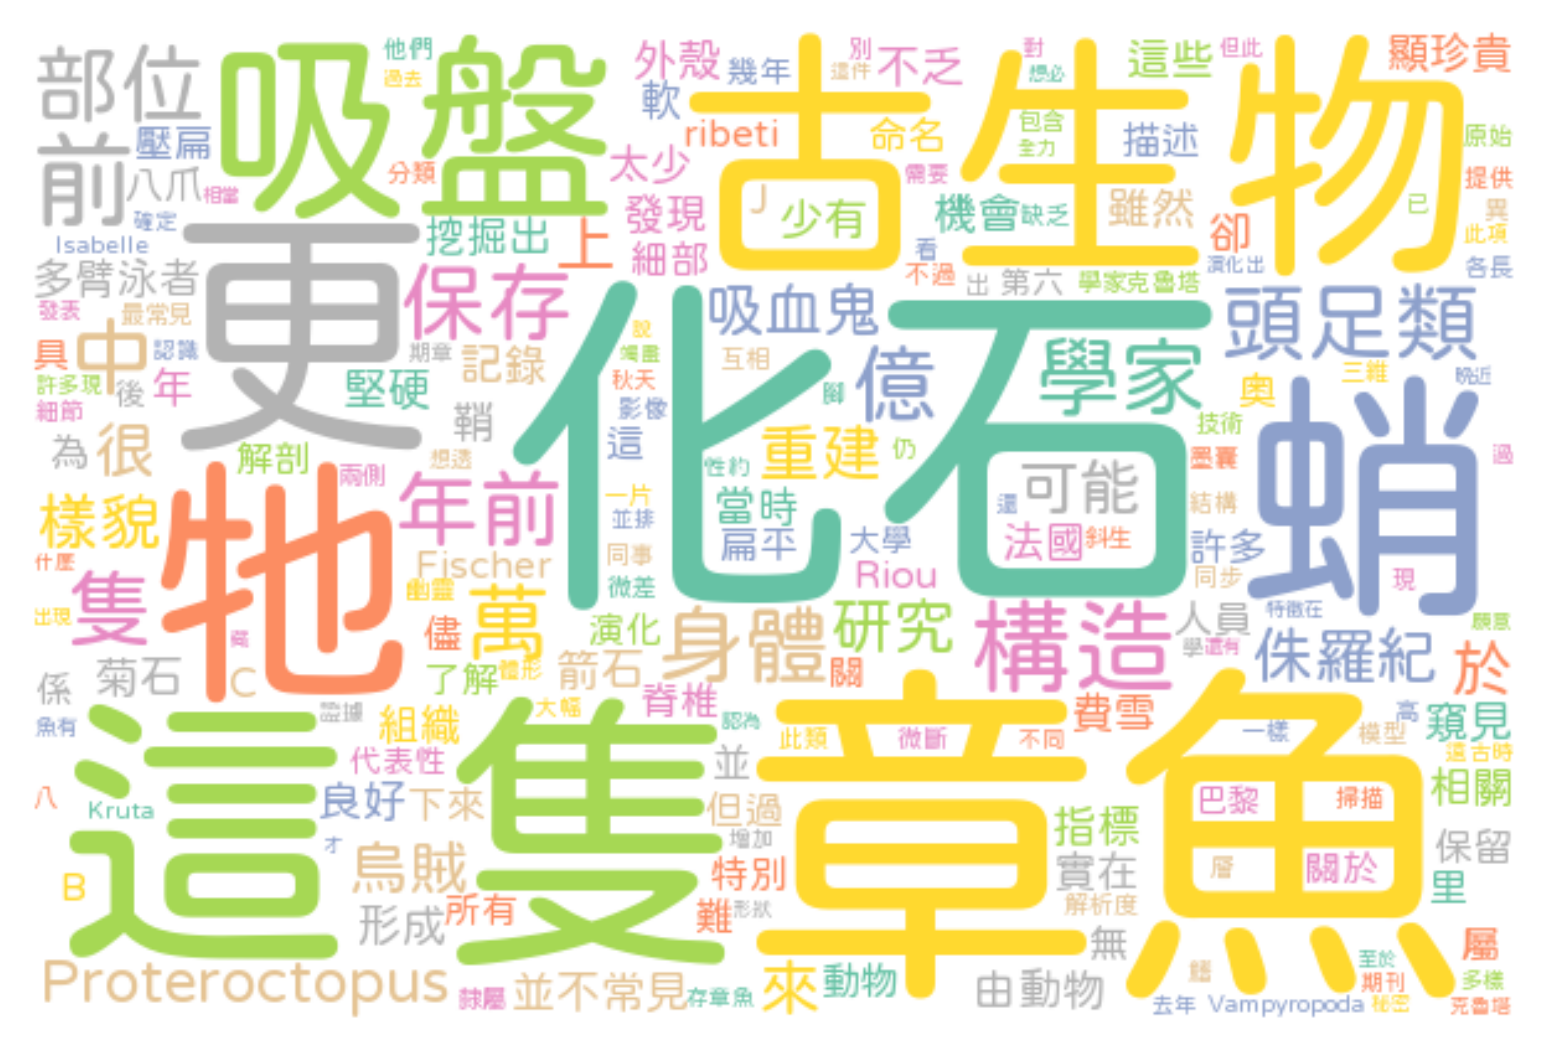 部位
吸盤
他們
過去
外殼
幾年
別
這件
不乏
對
想必
這些
但此
顯珍貴
古生物
前
壓扁
八爪
相當
分類
軟
ribeti
太少
命名
需要
包含
全力
描述
原始
提供
確定
Isabelle
更
挖掘出
上
發現
細部
J
少有
機會
缺乏
雖然
卻
已
異
此項
多臂泳者
保存
看
不過
出
第六
學家克魯塔
演化出
各長
發表
最常見
吸血鬼
化石
頭足類
具
中
認識
期章
記錄
說
竭盡
互相
億
學家
奧
三維
晚近
許多現
細節
後
年
堅硬
秋天
影像
腳
蛸
為
很
解剖
鞘
這
性約
重建
仍
技術
墨囊
過
想透
兩側
可能
樣貌
牠
年前
一片
並排
當時
扁平
還
結構
什麼
Fischer
同事
大學
法國
斜生
許多
隻
幽靈
微差
Riou
同步
現
出現
萬
演化
身體
研究
構造
人員
特徵在
願意
儘
箭石
學
還有
侏羅紀
於
係
菊石
C
了解
體形
關
脊椎
費雪
魚有
證據
組織
大幅
認為
此類
微斷
不同
一樣
模型
高
窺見
遠古時
代表性
這隻
並
章魚
八
Kruta
良好
下來
但過
指標
巴黎
掃描
相關
才
增加
保留
B
烏賊
特別
實在
層
關於
里
形成
所有
難
形狀
解析度
無
屬
Proteroctopus
隸屬
並不常見
存章魚
來
動物
由動物
至於
期刊
多樣
去年
Vampyropoda
秘密
克魯塔